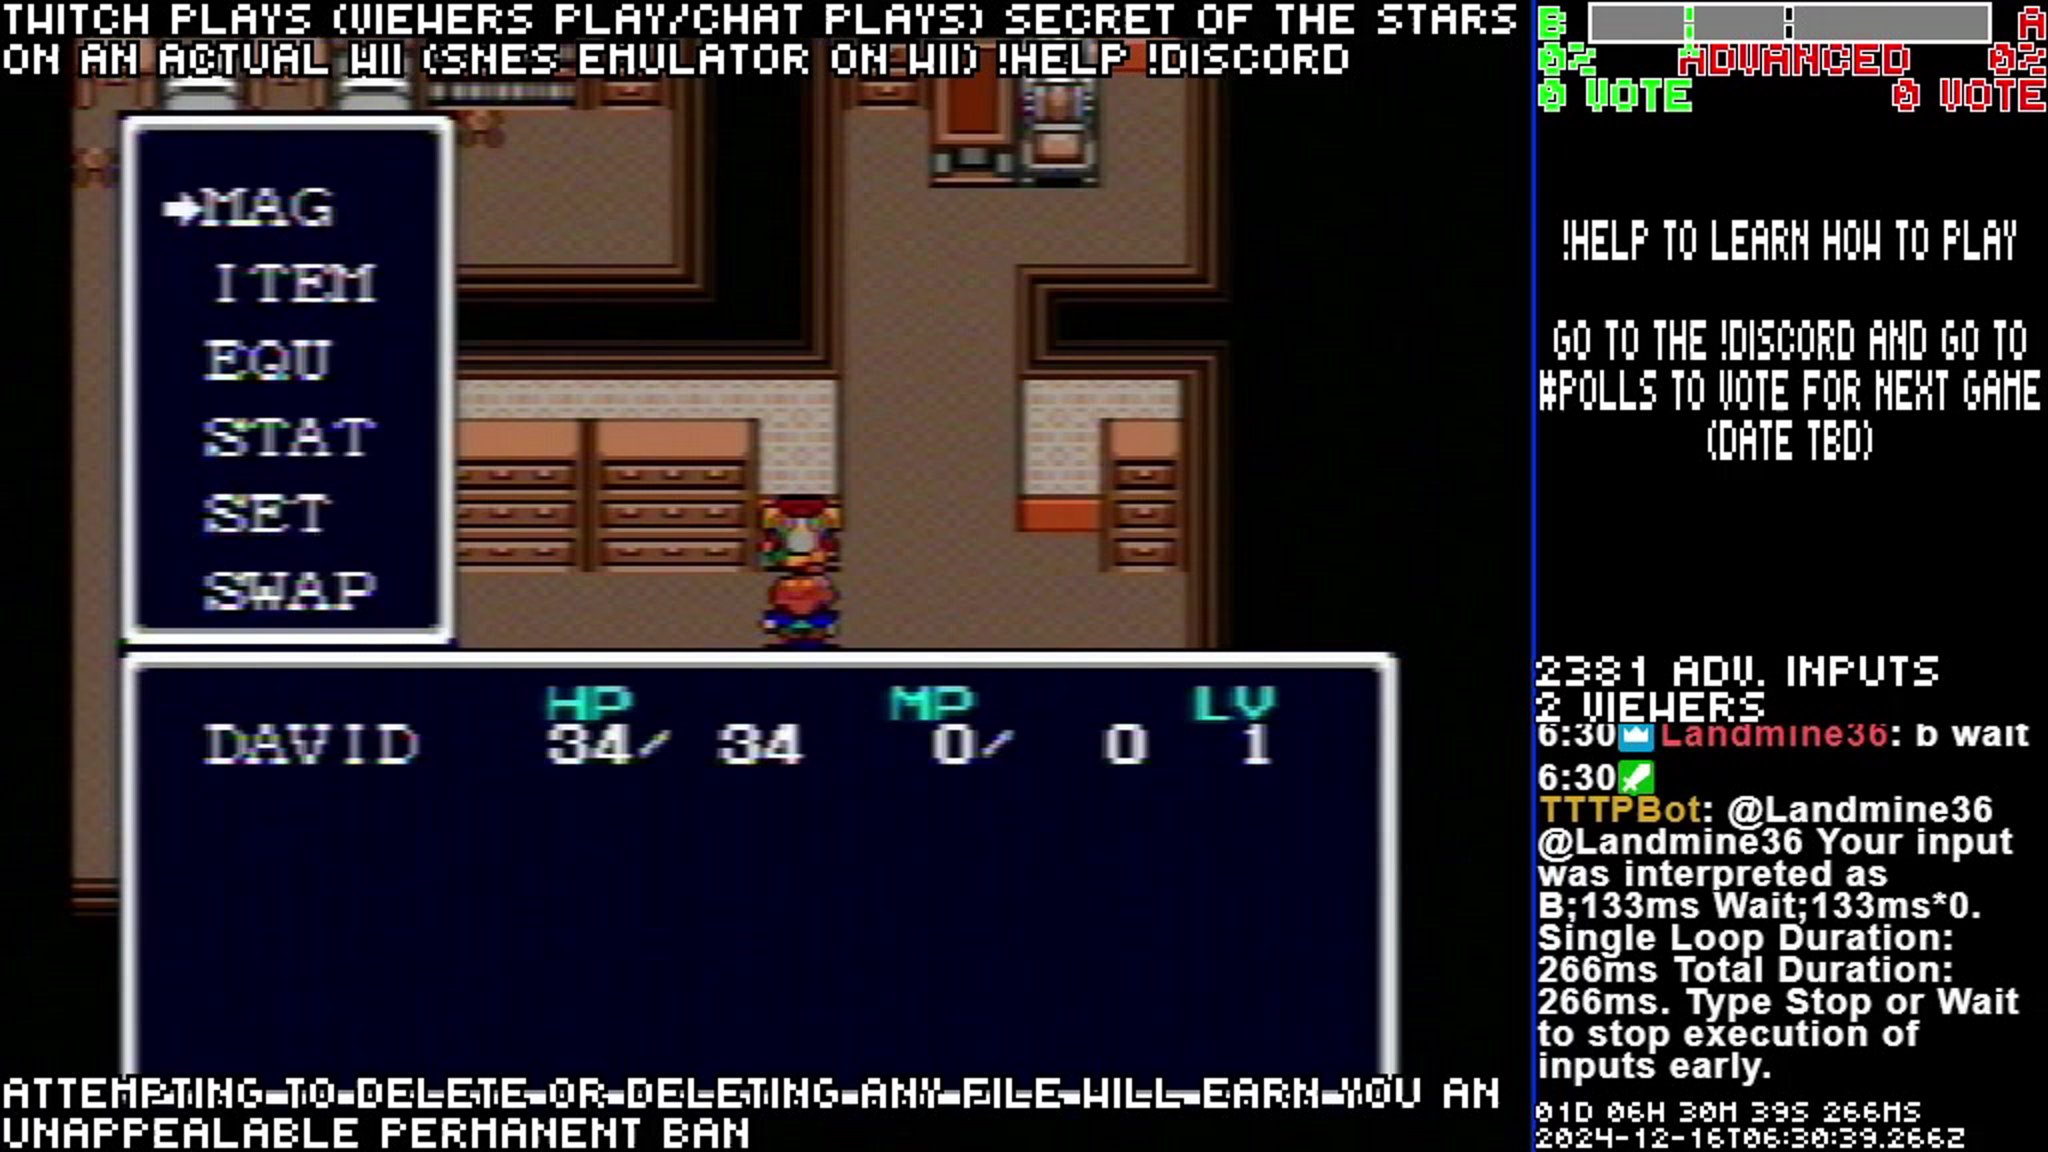 TWITCH PLAYS (VIEWERS PLAY/CHAT PLAYS) SECRET OF THE STARS
ON AN ACTUAL WII (SNES EMULATOR ON WII) !HELP !DISCORD
MAG
ITEM
EQU
STAT
SET
SWAP
HP MP LV
DAVID 34/ 34 0/ 0 1
ATTEMPTING TO DELETE OR DELETING ANY FILE WILL EARN YOU AN
UNAPPEALABLE PERMANENT BAN
B A
0% ADVANCED 0%
0 VOTE 0 VOTE
!HELP TO LEARN HOW TO PLAY
GO TO THE !DISCORD AND GO TO
#POLLS TO VOTE FOR NEXT GAME
(DATE TBD)
2381 ADV. INPUTS
2 VIEWERS
6:30 Landmine36: b wait
6:30
TTTPBot: @Landmine36
@Landmine36 Your input
was interpreted as
B;133ms Wait;133ms*0.
Single Loop Duration:
266ms Total Duration:
266ms. Type Stop or Wait
to stop execution of
inputs early.
01D 06H 30M 39S 266MS
2024-12-16T06:30:39.266Z